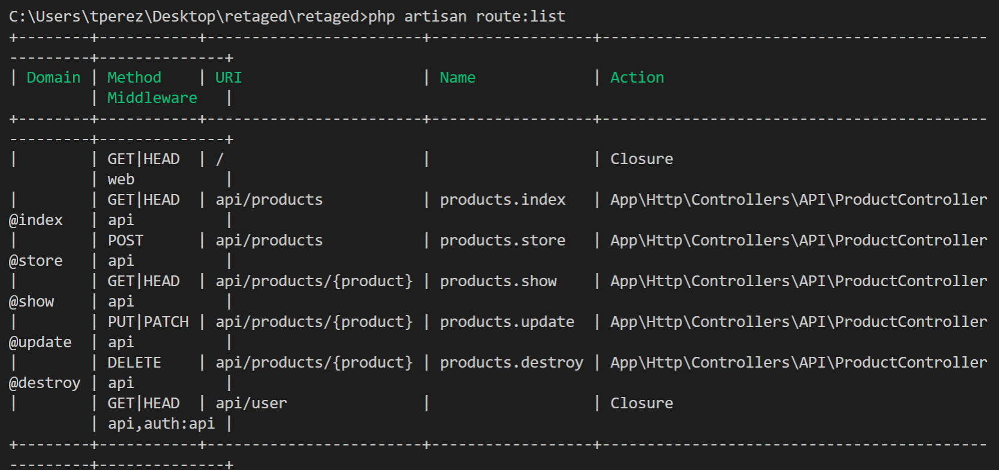 C:\Users\tperez\Desktop\retaged\retaged>php artisan route:list
+--------+-----------+------------------------+------------------+-------------------------------------------
---------+--------------+
| Domain | Method    | URI                    | Name             | Action
         | Middleware   |
+--------+-----------+------------------------+------------------+-------------------------------------------
---------+--------------+
|        | GET|HEAD  | /                      |                  | Closure
         | web          |
|        | GET|HEAD  | api/products           | products.index   | App\Http\Controllers\API\ProductController
@index   | api          |
|        | POST      | api/products           | products.store   | App\Http\Controllers\API\ProductController
@store   | api          |
|        | GET|HEAD  | api/products/{product} | products.show    | App\Http\Controllers\API\ProductController
@show    | api          |
|        | PUT|PATCH | api/products/{product} | products.update  | App\Http\Controllers\API\ProductController
@update  | api          |
|        | DELETE    | api/products/{product} | products.destroy | App\Http\Controllers\API\ProductController
@destroy | api          |
|        | GET|HEAD  | api/user               |                  | Closure
         | api,auth:api |
+--------+-----------+------------------------+------------------+-------------------------------------------
---------+--------------+